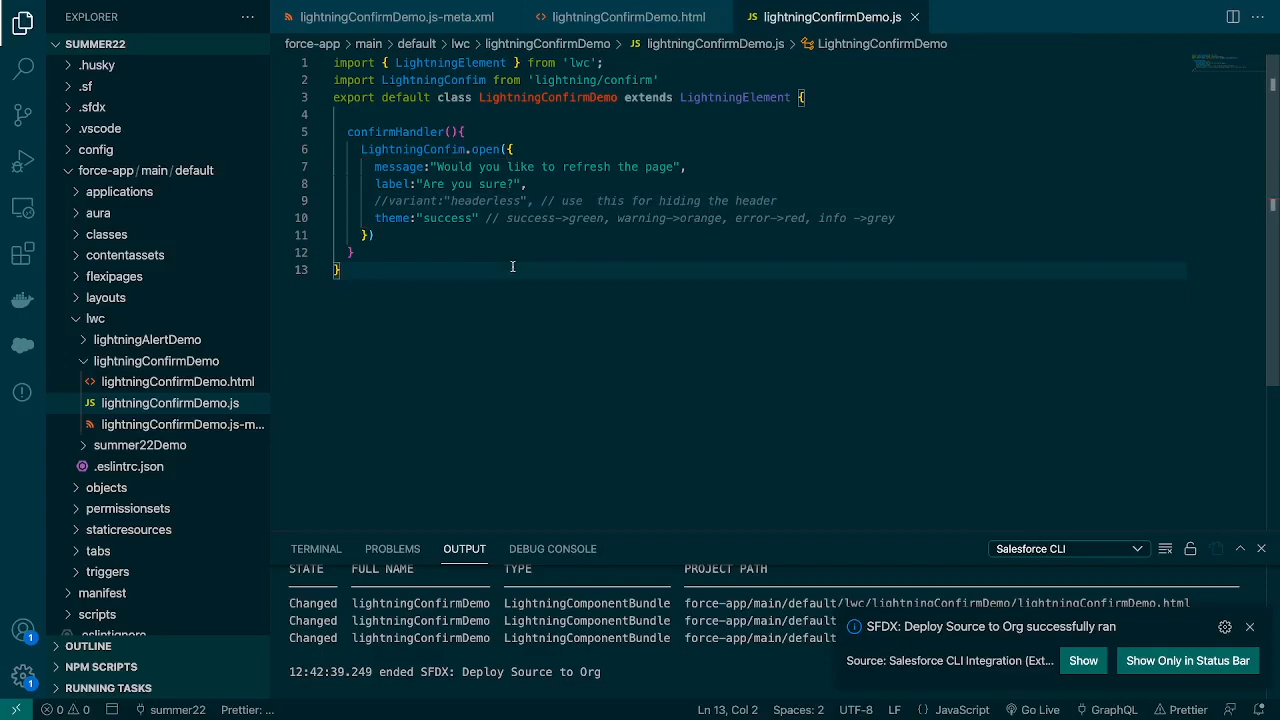 EXPLORER
SUMMER22
.husky
.sf
.sfdx
.vscode
config
force-app/main/default
applications
aura
classes
contentassets
flexipages
layouts
lwc
lightningAlertDemo
lightningConfirmDemo
lightningConfirmDemo.html
lightningConfirmDemo.js
lightningConfirmDemo.js-m...
summer22Demo
.eslintrc.json
objects
permissionsets
staticresources
tabs
triggers
manifest
scripts
.eslintignore
OUTLINE
NPM SCRIPTS
RUNNING TASKS
1
1
lightningConfirmDemo.js-meta.xml
lightningConfirmDemo.html
JS lightningConfirmDemo.js
force-app > main > default > lwc > lightningConfirmDemo > JS lightningConfirmDemo.js > LightningConfirmDemo
1 import { LightningElement } from 'lwc';
2 import LightningConfim from 'lightning/confirm'
3 export default class LightningConfirmDemo extends LightningElement {
4
5 confirmHandler(){
6 LightningConfim.open({
7 message:"Would you like to refresh the page",
8 label:"Are you sure?",
9 //variant:"headerless", // use  this for hiding the header
10 theme:"success" // success->green, warning->orange, error->red, info ->grey
11 })
12 }
13 }
TERMINAL PROBLEMS OUTPUT DEBUG CONSOLE
Salesforce CLI
STATE FULL NAME TYPE PROJECT PATH
Changed lightningConfirmDemo LightningComponentBundle force-app/main/default/lwc/lightningConfirmDemo/lightningConfirmDemo.html
Changed lightningConfirmDemo LightningComponentBundle force-app/main/default
Changed lightningConfirmDemo LightningComponentBundle force-app/main/default
12:42:39.249 ended SFDX: Deploy Source to Org
SFDX: Deploy Source to Org successfully ran
Source: Salesforce CLI Integration (Ext...
Show
Show Only in Status Bar
0 0 summer22 Prettier: ...
Ln 13, Col 2 Spaces: 2 UTF-8 LF {} JavaScript Go Live GraphQL Prettier